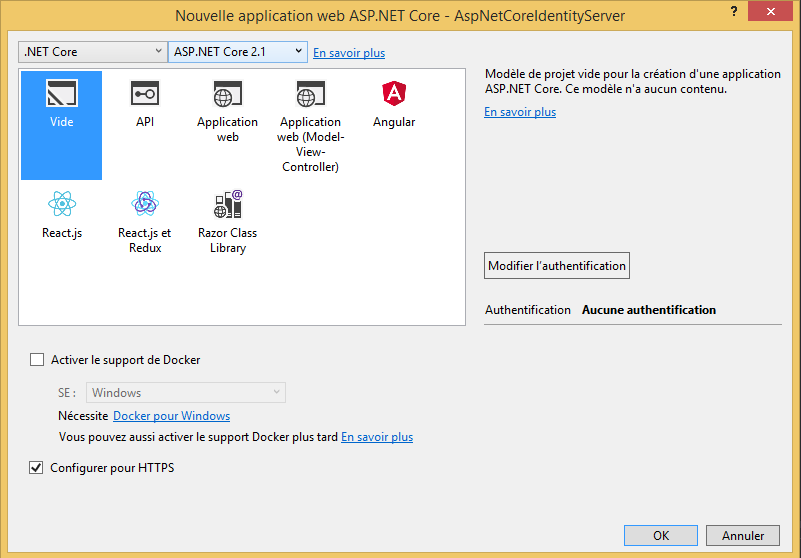 Nouvelle application web ASP.NET Core - AspNetCoreIdentityServer
?
.NET Core
ASP.NET Core 2.1
En savoir plus
Vide
API
Application
web
Application
web (Model-
View-
Controller)
Angular
React.js
React.js et
Redux
Razor Class
Library
Modèle de projet vide pour la création d'une application
ASP.NET Core. Ce modèle n'a aucun contenu.
En savoir plus
Modifier l'authentification
Authentification Aucune authentification
Activer le support de Docker
SE : Windows
Nécessite Docker pour Windows
Vous pouvez aussi activer le support Docker plus tard En savoir plus
Configurer pour HTTPS
OK
Annuler